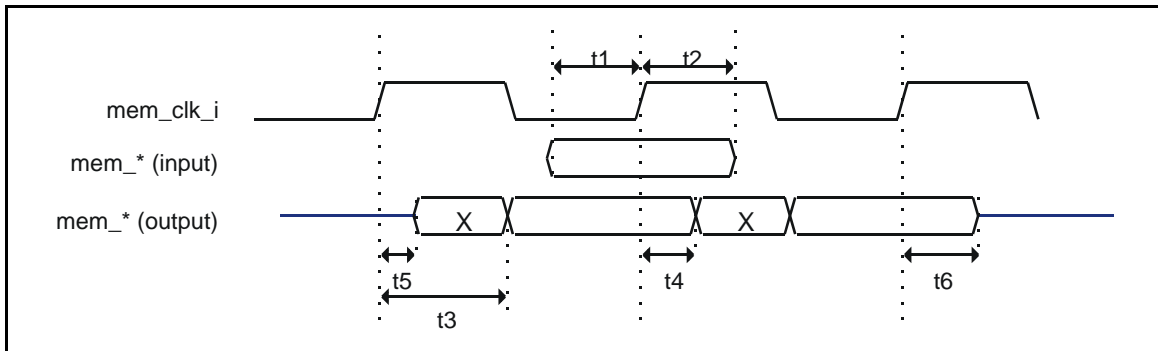 t1 t2
mem_clk_i
mem_* (input)
mem_* (output)
X X
t5 t4 t6
t3